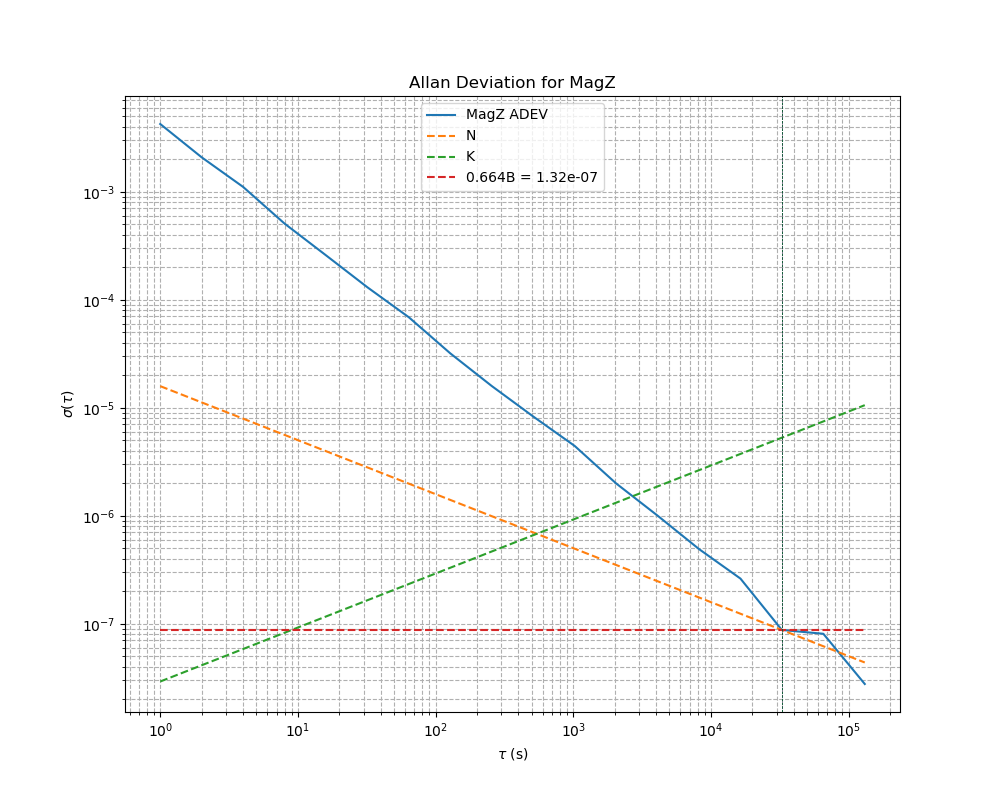 Allan Deviation for MagZ
MagZ ADEV
N
K
0.664B = 1.32e-07
σ(τ)
10⁻³
10⁻⁴
10⁻⁵
10⁻⁶
10⁻⁷
10⁰ 10¹ 10² 10³ 10⁴ 10⁵
τ (s)